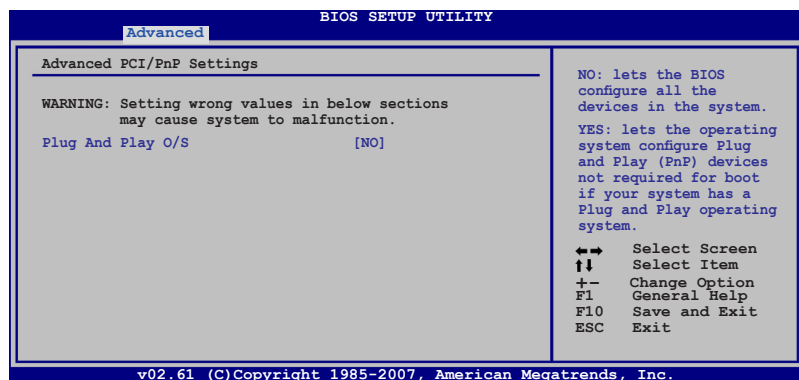 BIOS SETUP UTILITY
Advanced
Advanced PCI/PnP Settings
WARNING: Setting wrong values in below sections
may cause system to malfunction.
Plug And Play O/S [NO]
NO: lets the BIOS
configure all the
devices in the system.
YES: lets the operating
system configure Plug
and Play (PnP) devices
not required for boot
if your system has a
Plug and Play operating
system.
←→ Select Screen
↑↓ Select Item
+- Change Option
F1 General Help
F10 Save and Exit
ESC Exit
v02.61 (C)Copyright 1985-2007, American Megatrends, Inc.